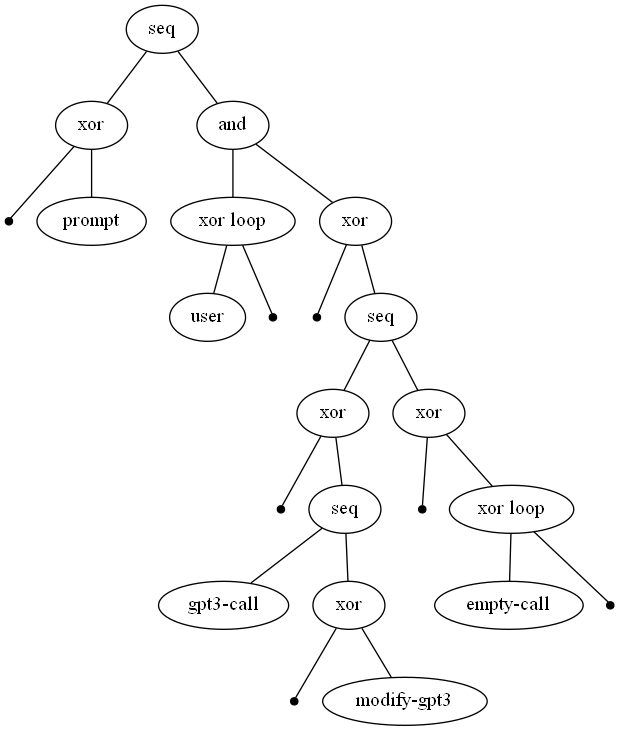 seq
xor
and
prompt
xor loop
xor
user
seq
xor
xor
seq
xor loop
gpt3-call
xor
empty-call
modify-gpt3